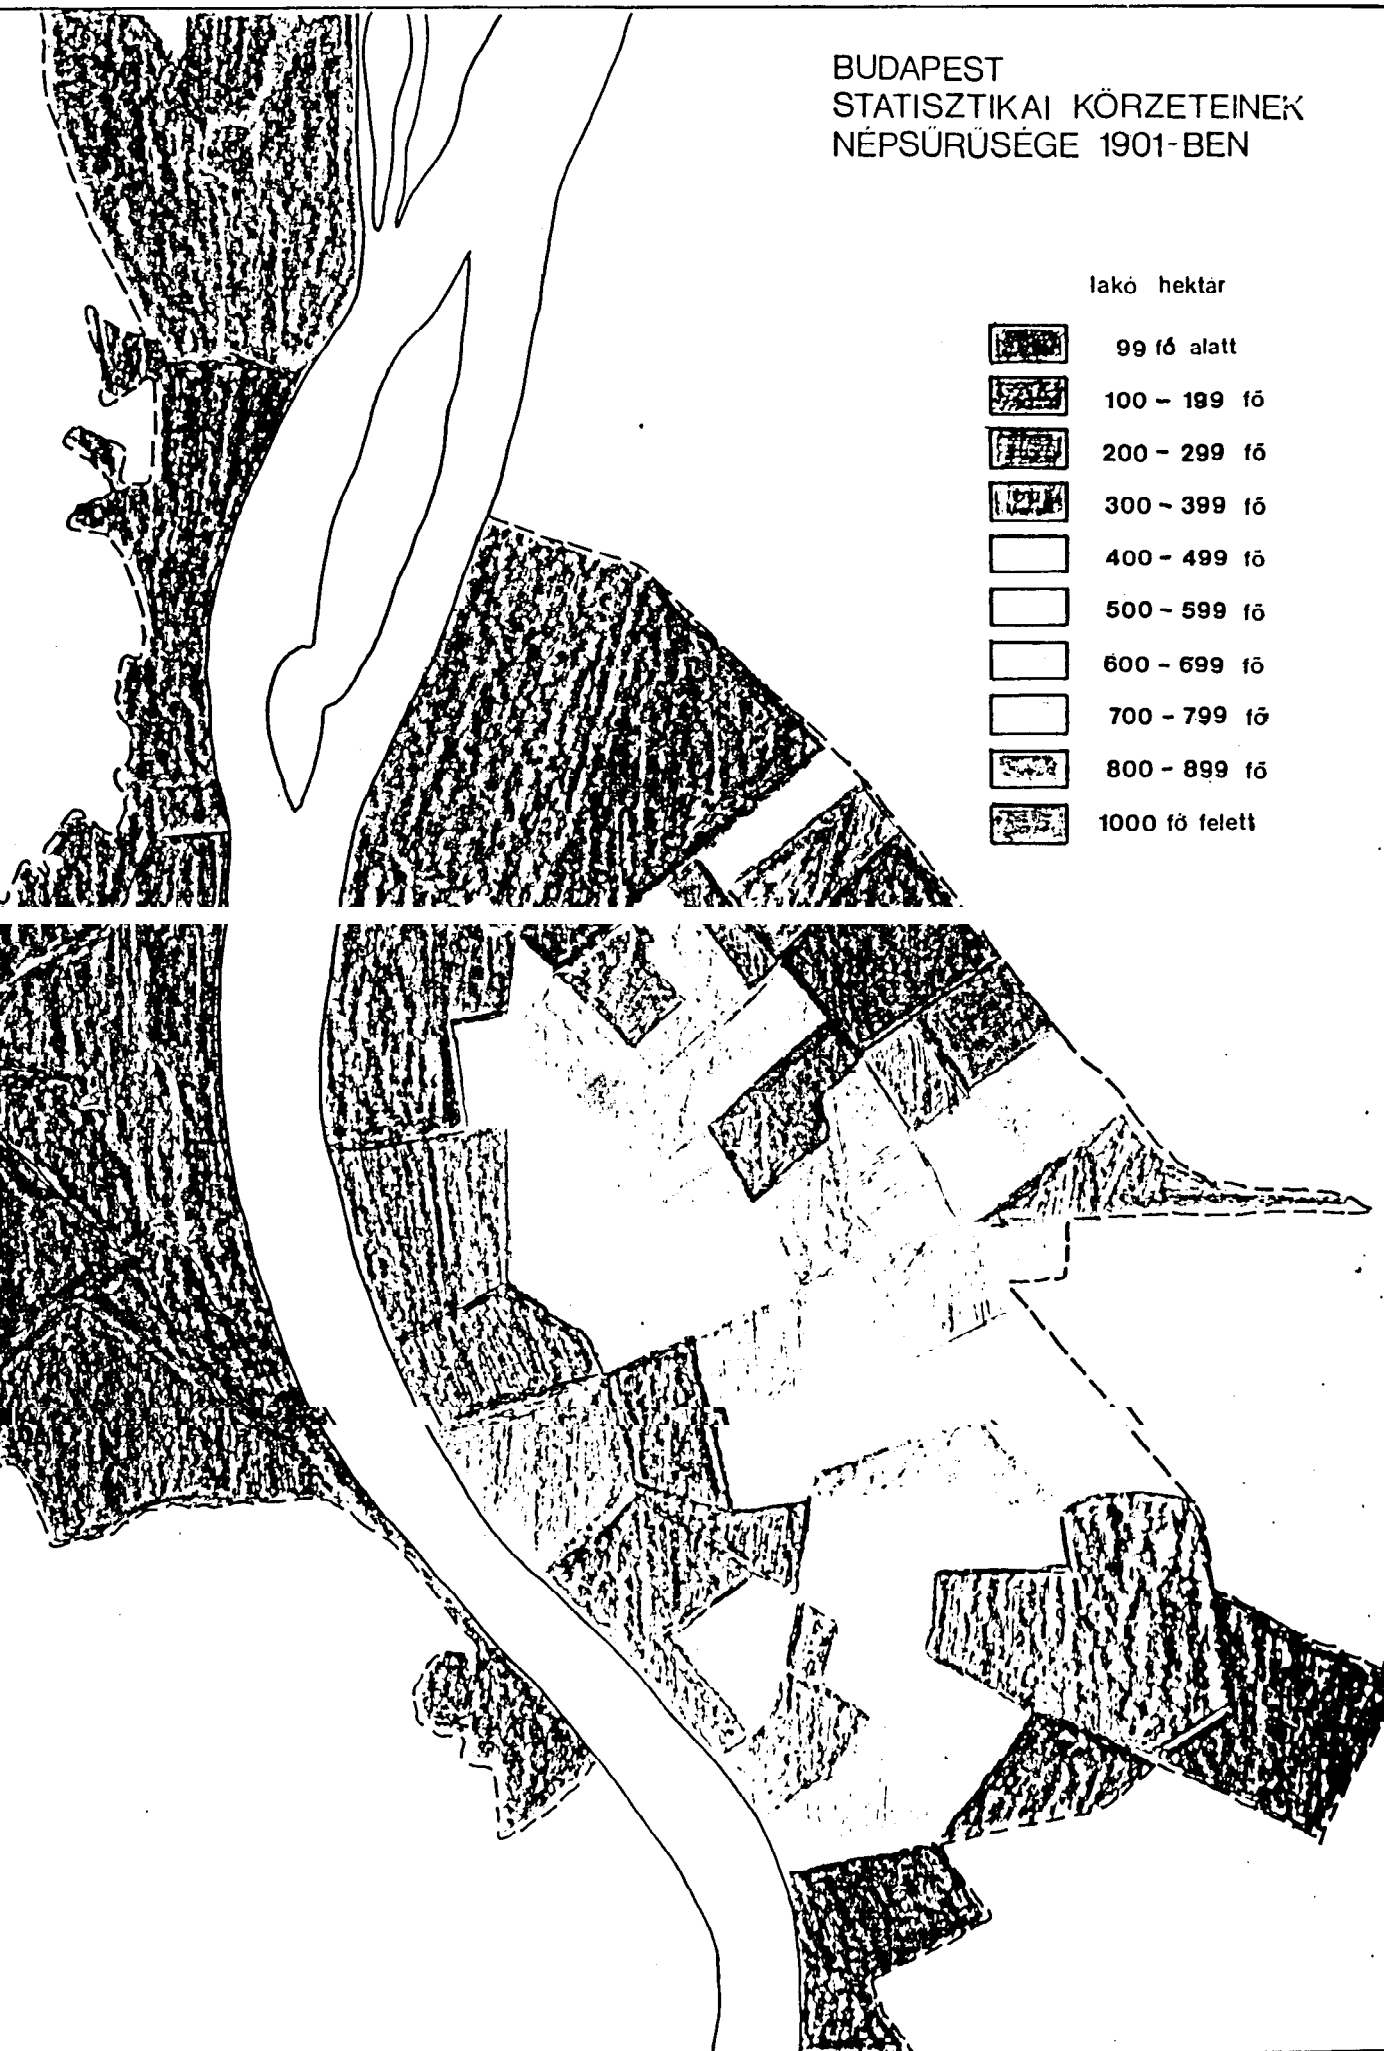 BUDAPEST
STATISZTIKAI KÖRZETEINEK
NÉPSŰRŰSÉGE 1901-BEN
lakó hektár
99 fő alatt
100 - 199 fő
200 - 299 fő
300 - 399 fő
400 - 499 fő
500 - 599 fő
600 - 699 fő
700 - 799 fő
800 - 899 fő
1000 fő felett